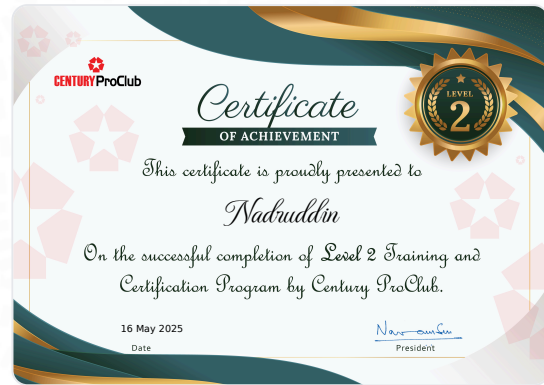 CENTURY ProClub
LEVEL
2
Certificate
OF ACHIEVEMENT
This certificate is proudly presented to
Nadruddin
On the successful completion of Level 2 Training and
Certification Program by Century ProClub.
16 May 2025
Date
President